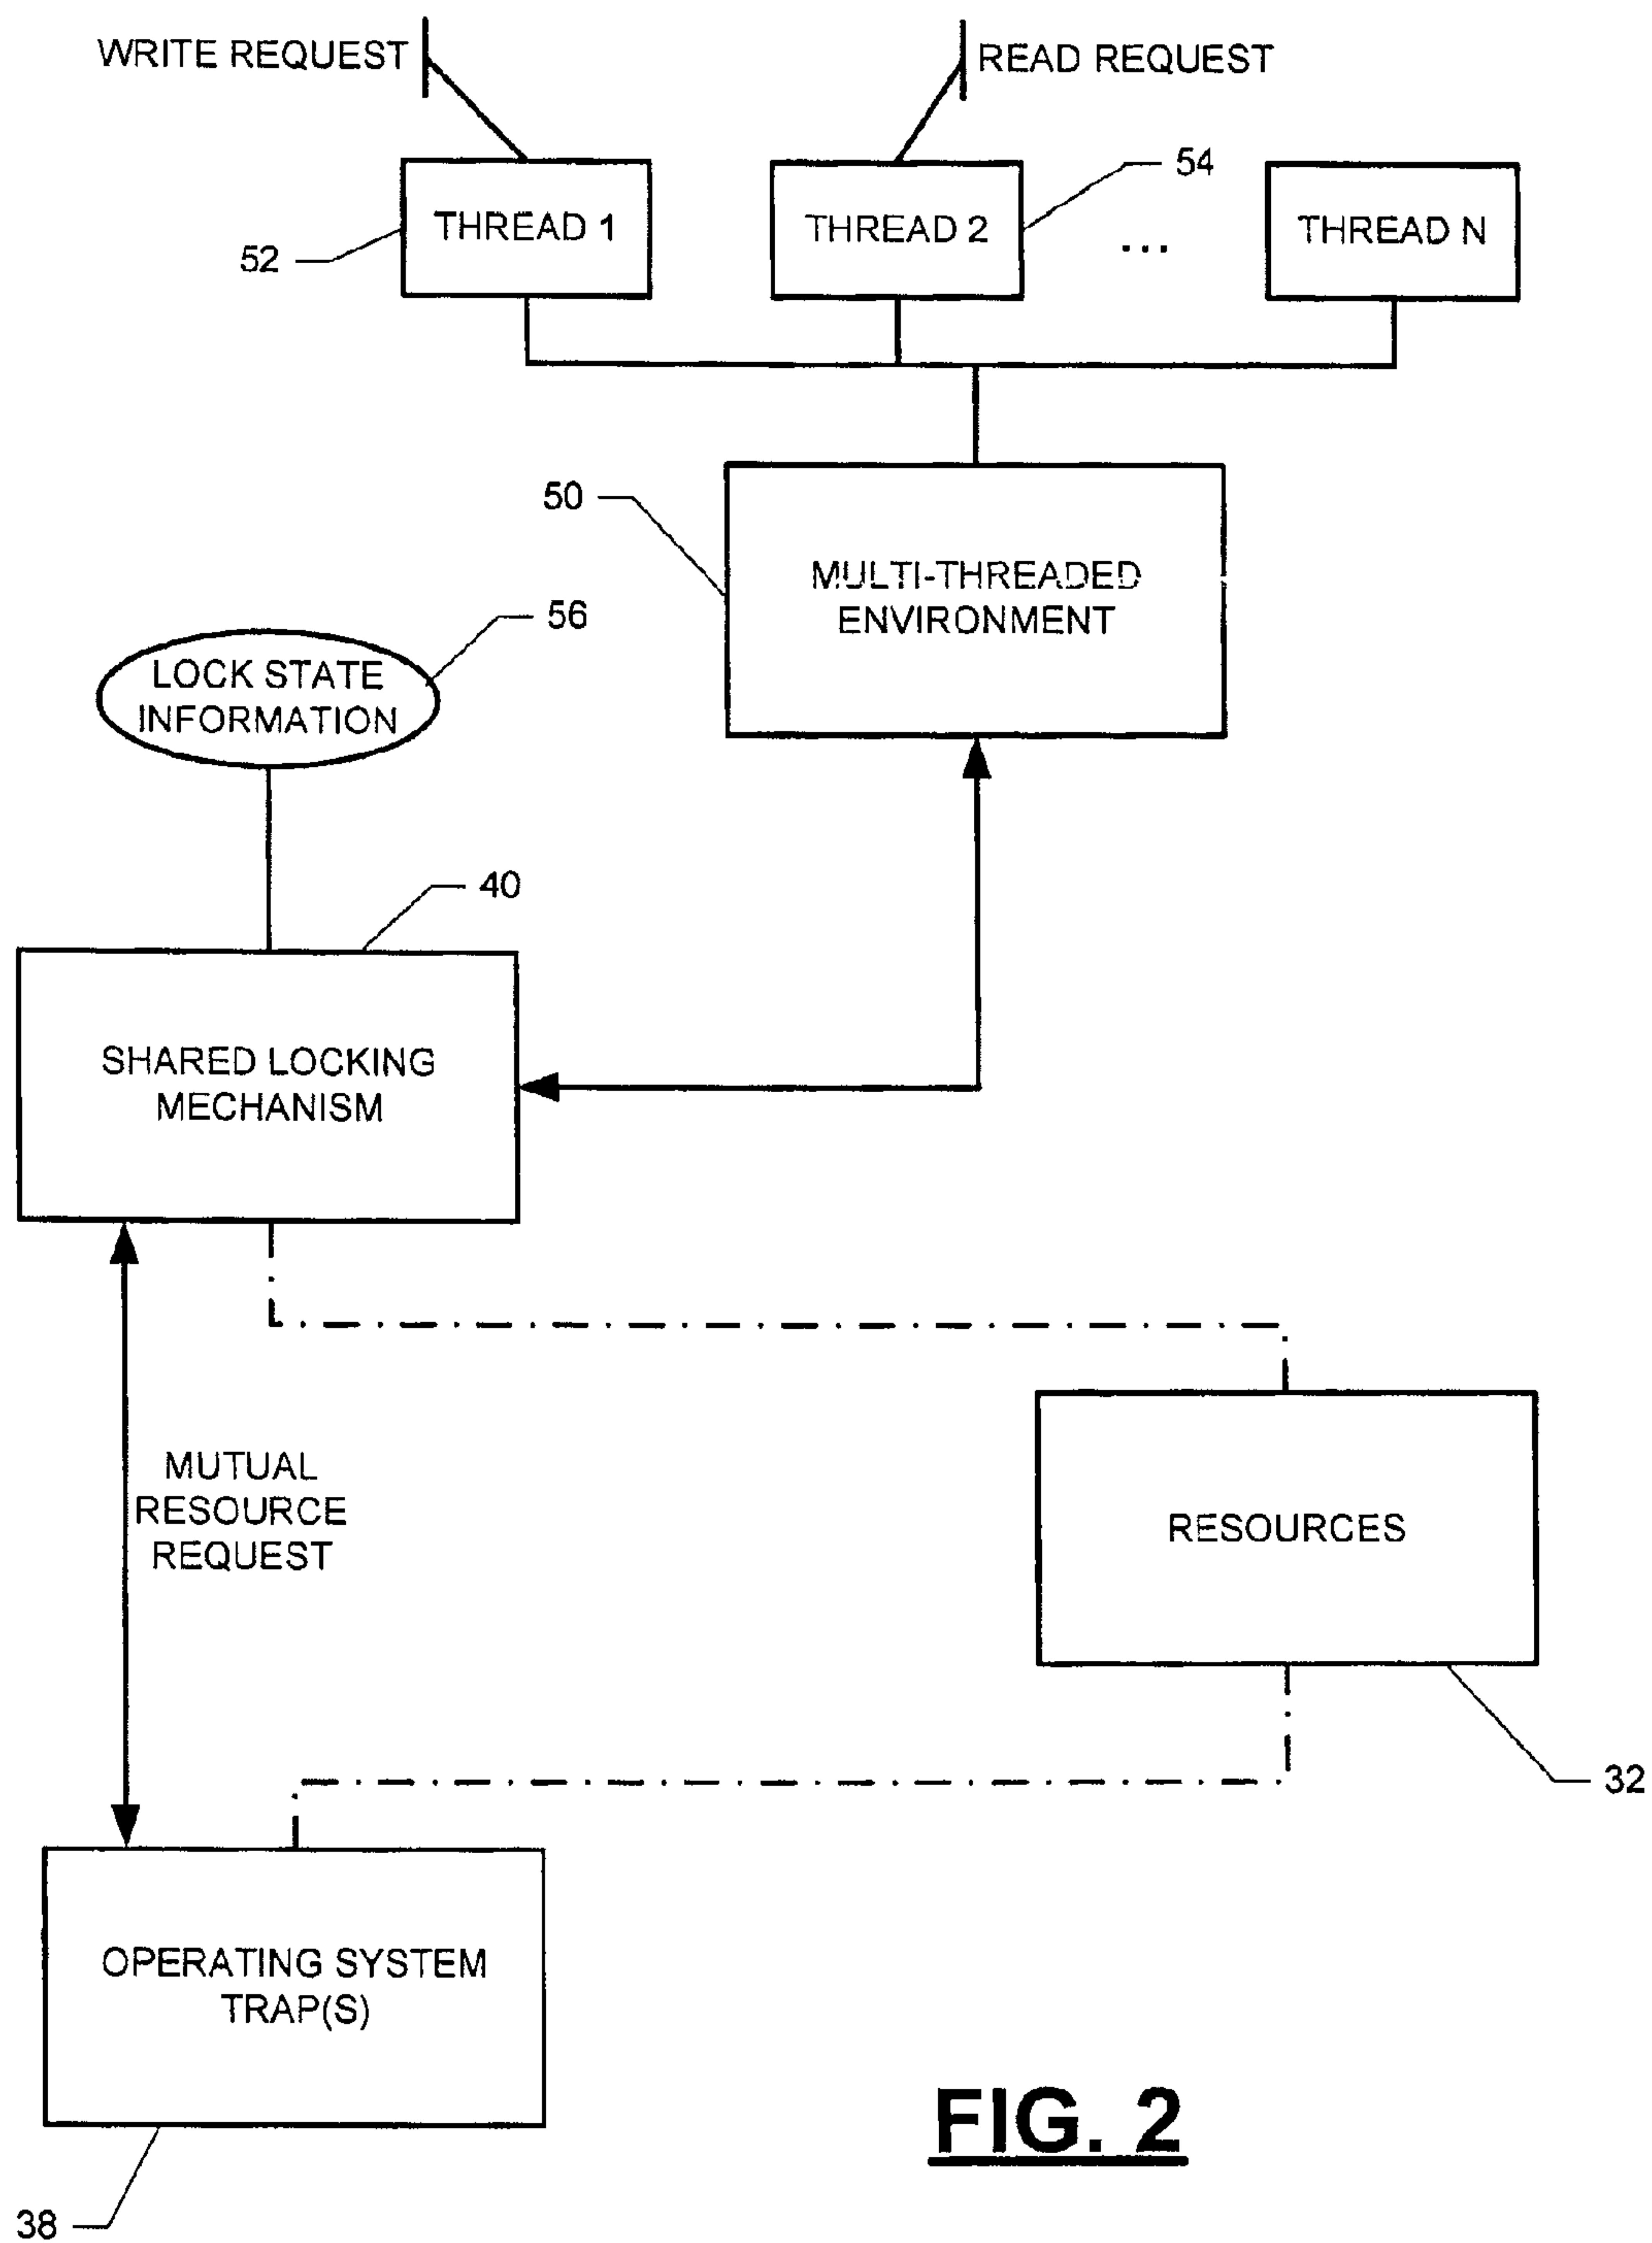 WRITE REQUEST
READ REQUEST
54
THREAD 1
THREAD 2
...
THREAD N
52
50
MULTI-THREADED
ENVIRONMENT
56
LOCK STATE
INFORMATION
40
SHARED LOCKING
MECHANISM
MUTUAL
RESOURCE
REQUEST
RESOURCES
32
OPERATING SYSTEM
TRAP(S)
38
FIG. 2